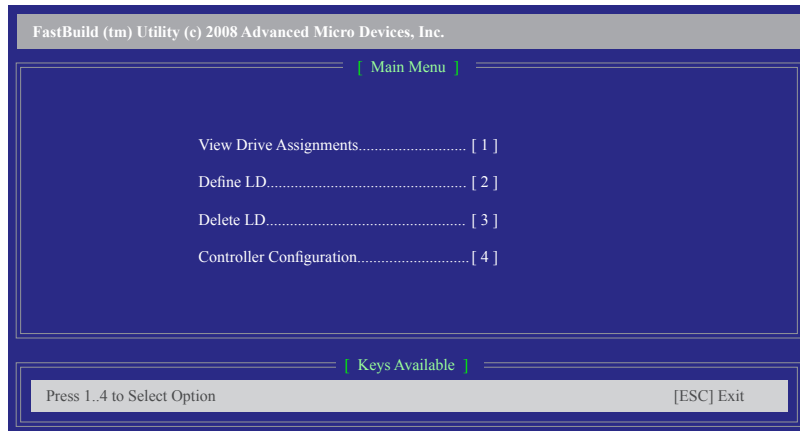 FastBuild (tm) Utility (c) 2008 Advanced Micro Devices, Inc.
[ Main Menu ]
View Drive Assignments........................... [ 1 ]
Define LD.................................................. [ 2 ]
Delete LD.................................................. [ 3 ]
Controller Configuration............................ [ 4 ]
[ Keys Available ]
Press 1..4 to Select Option [ESC] Exit